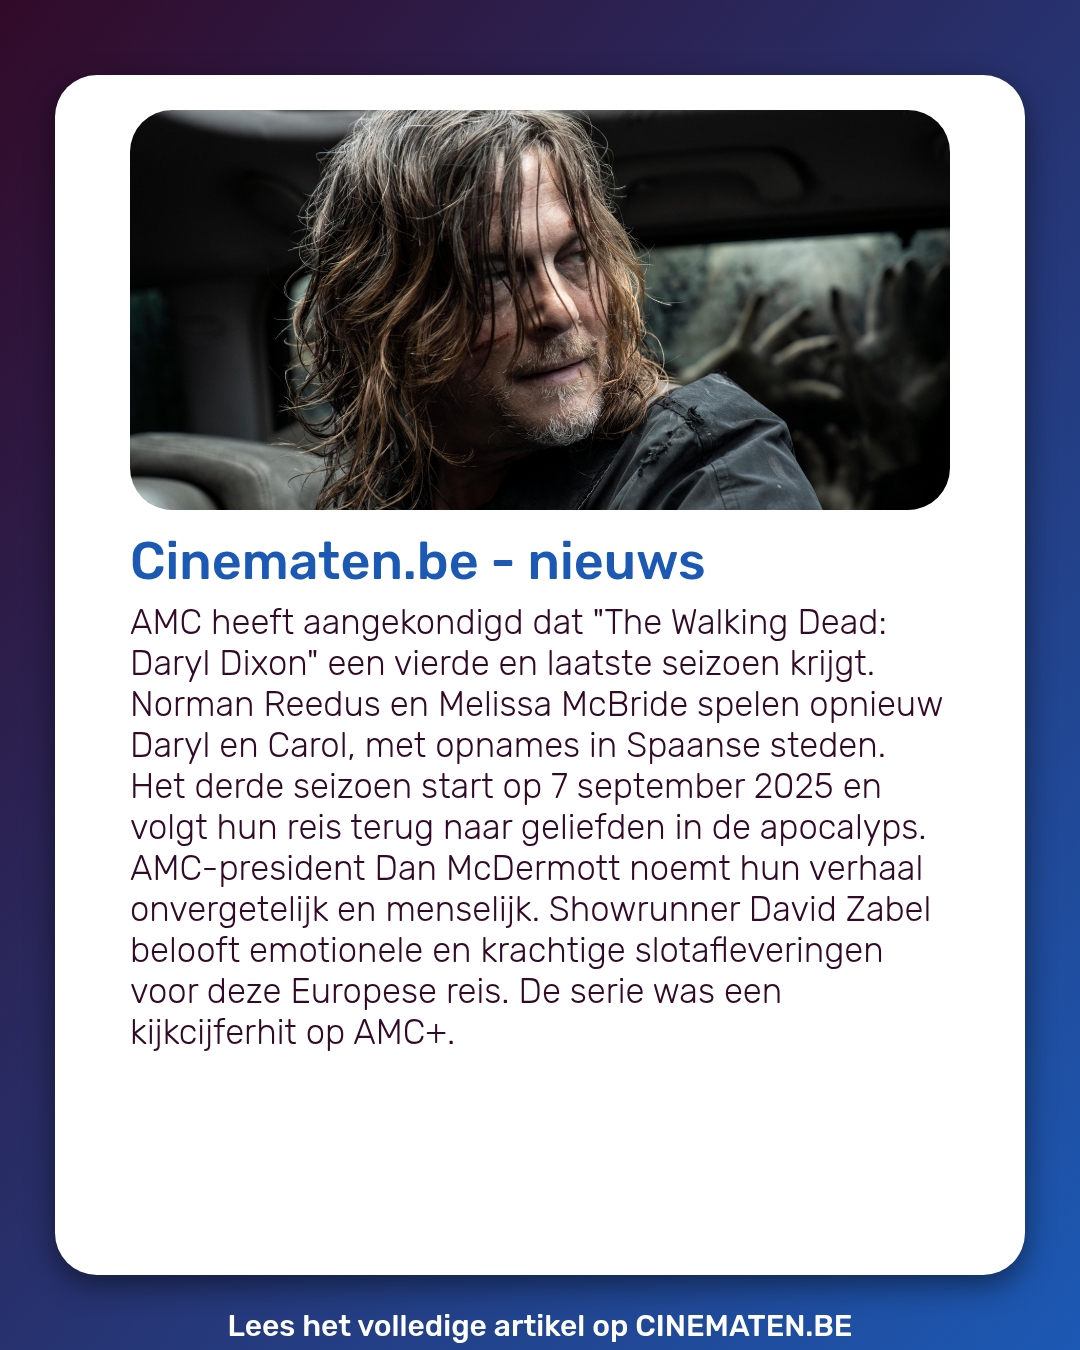 Cinematen.be - nieuws
AMC heeft aangekondigd dat "The Walking Dead:
Daryl Dixon" een vierde en laatste seizoen krijgt.
Norman Reedus en Melissa McBride spelen opnieuw
Daryl en Carol, met opnames in Spaanse steden.
Het derde seizoen start op 7 september 2025 en
volgt hun reis terug naar geliefden in de apocalyps.
AMC-president Dan McDermott noemt hun verhaal
onvergetelijk en menselijk. Showrunner David Zabel
belooft emotionele en krachtige slotafleveringen
voor deze Europese reis. De serie was een
kijkcijferhit op AMC+.
Lees het volledige artikel op CINEMATEN.BE